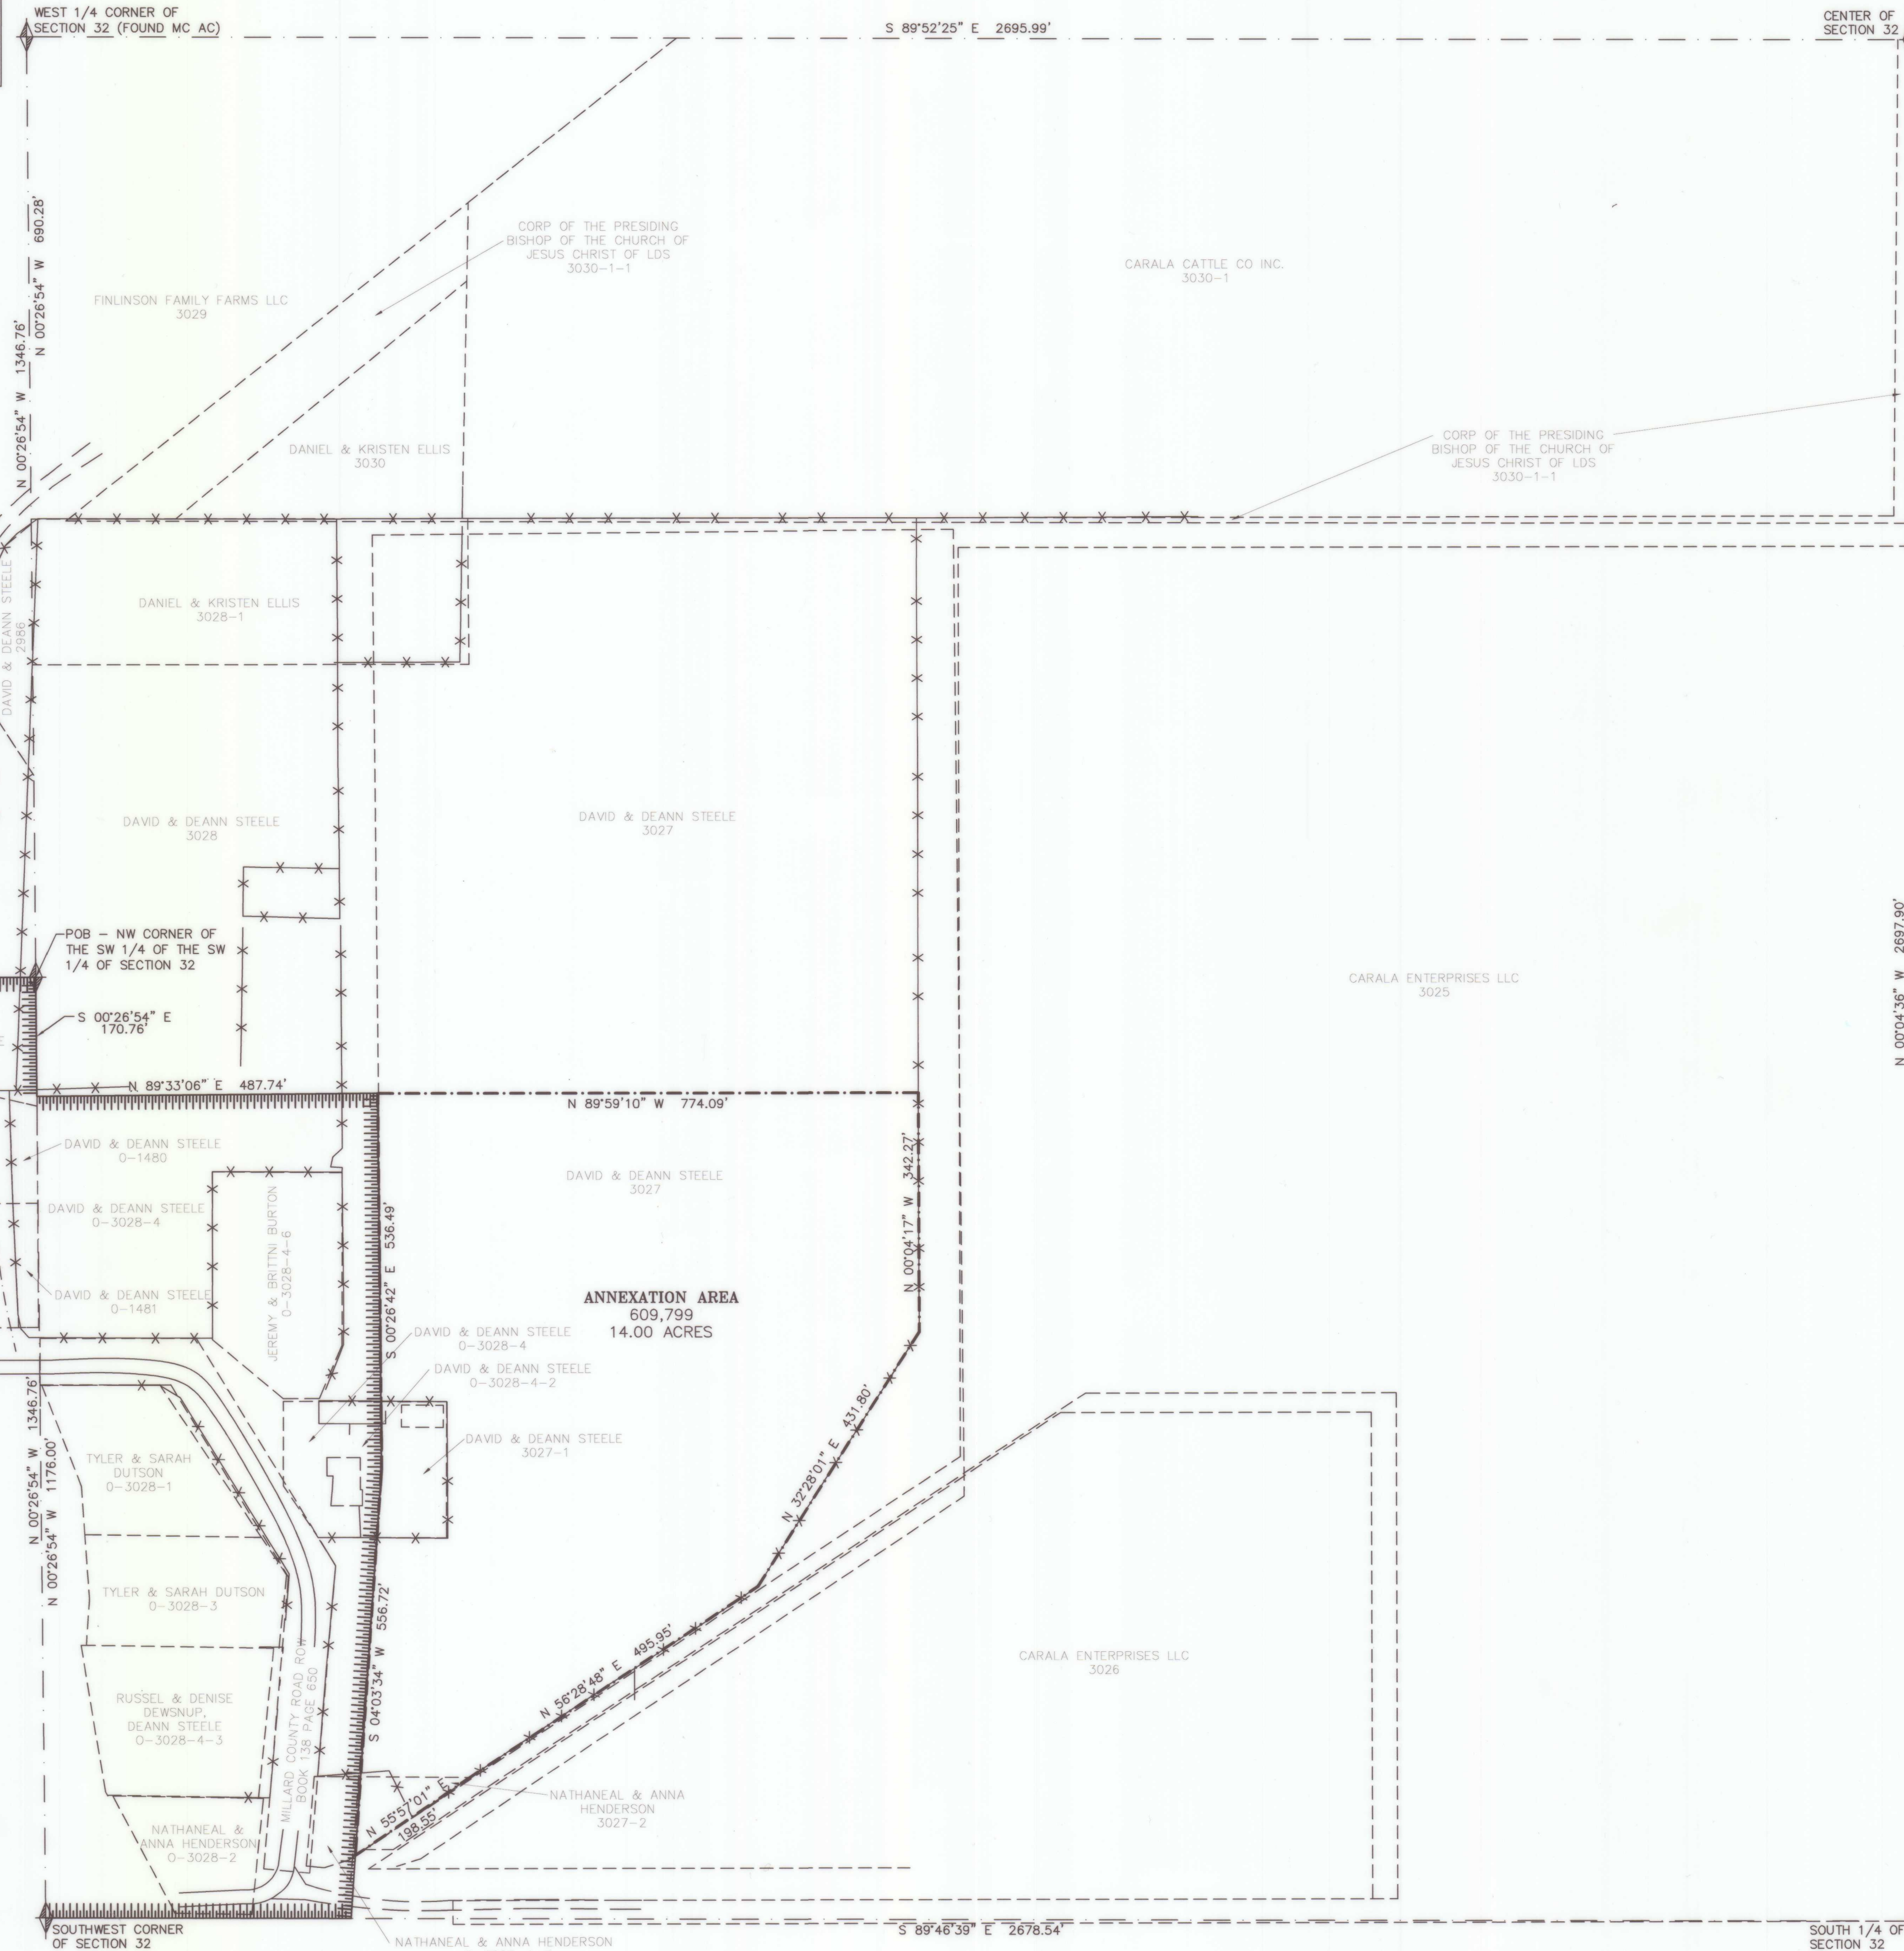 WEST 1/4 CORNER OF
SECTION 32 (FOUND MC AC)
S 89°52'25" E 2695.99'
CENTER OF
SECTION 32
N 00°26'54" W 1346.76'
N 00°26'54" W 690.28'
CORP OF THE PRESIDING
BISHOP OF THE CHURCH OF
JESUS CHRIST OF LDS
3030-1-1
CARALA CATTLE CO INC.
3030-1
FINLINSON FAMILY FARMS LLC
3029
DANIEL & KRISTEN ELLIS
3030
CORP OF THE PRESIDING
BISHOP OF THE CHURCH OF
JESUS CHRIST OF LDS
3030-1-1
DAVID & DEANN STEELE
2986
DANIEL & KRISTEN ELLIS
3028-1
DAVID & DEANN STEELE
3028
DAVID & DEANN STEELE
3027
POB - NW CORNER OF
THE SW 1/4 OF THE SW
1/4 OF SECTION 32
S 00°26'54" E
170.76'
CARALA ENTERPRISES LLC
3025
N 00°04'36" W 2697.90'
N 89°33'06" E 487.74'
N 89°59'10" W 774.09'
DAVID & DEANN STEELE
0-1480
DAVID & DEANN STEELE
0-3028-4
DAVID & DEANN STEELE
0-1481
JEREMY & BRITTNI BURTON
0-3028-4-6
S 00°26'42" E 536.49'
DAVID & DEANN STEELE
3027
N 00°04'17" W 342.27'
ANNEXATION AREA
609,799
14.00 ACRES
DAVID & DEANN STEELE
0-3028-4
DAVID & DEANN STEELE
0-3028-4-2
DAVID & DEANN STEELE
3027-1
N 32°28'01" E 431.80'
N 00°26'54" W 1346.76'
N 00°26'54" W 1176.00'
TYLER & SARAH
DUTSON
0-3028-1
TYLER & SARAH DUTSON
0-3028-3
RUSSEL & DENISE
DEWSNUP,
DEANN STEELE
0-3028-4-3
MILLARD COUNTY ROAD ROW
BOOK 138 PAGE 650
S 04°03'34" W 556.72'
N 56°28'48" E 495.95'
CARALA ENTERPRISES LLC
3026
N 55°57'01" E
198.55'
NATHANEAL & ANNA
HENDERSON
3027-2
NATHANEAL &
ANNA HENDERSON
0-3028-2
SOUTHWEST CORNER
OF SECTION 32
NATHANEAL & ANNA HENDERSON
S 89°46'39" E 2678.54'
SOUTH 1/4 OF
SECTION 32